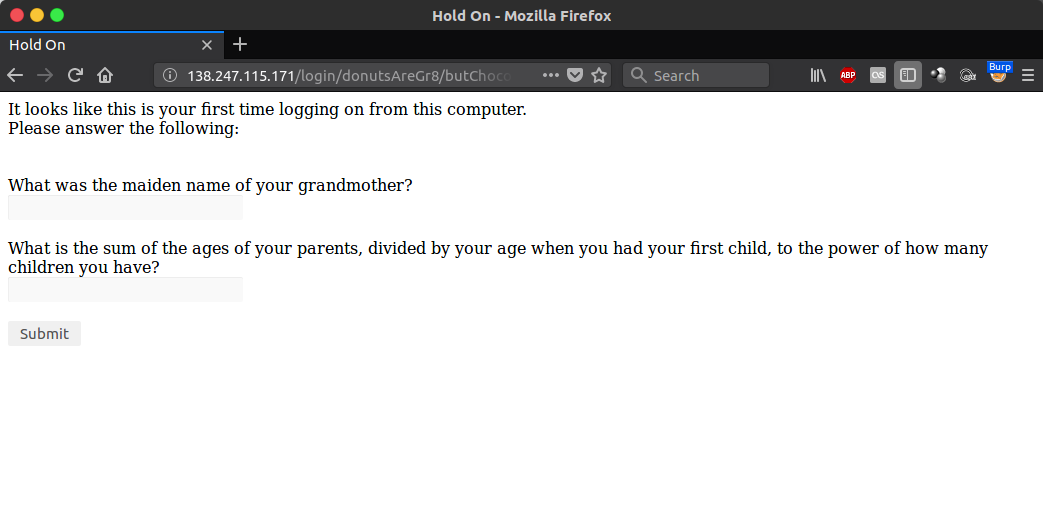 Hold On - Mozilla Firefox
Hold On
138.247.115.171/login/donutsAreGr8/butChoco
Search
ABP
Burp
It looks like this is your first time logging on from this computer.
Please answer the following:
What was the maiden name of your grandmother?
What is the sum of the ages of your parents, divided by your age when you had your first child, to the power of how many
children you have?
Submit